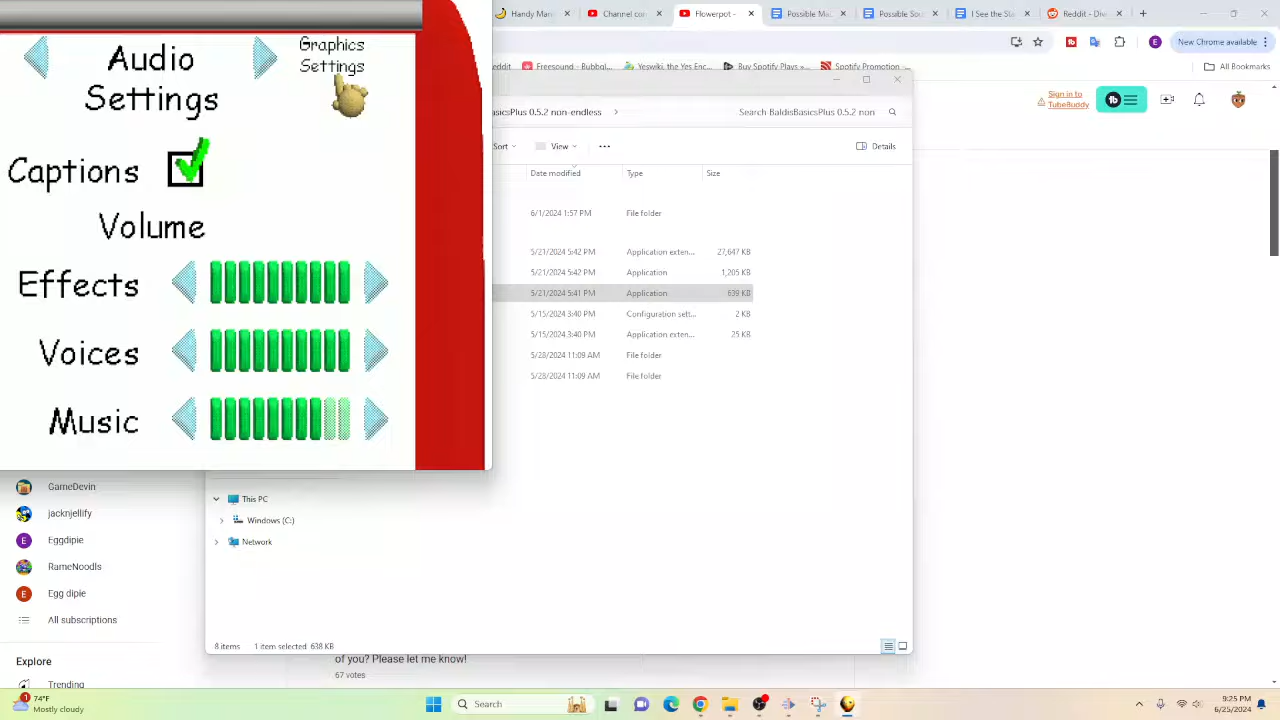 Handy Man
Channel con
Flowerpot -
Possible Mi
Bookable So
I See the Ind
Reddit - Div
E
New Chrome available
reedom
Freesound - Bubbol...
Yeswiki, the Yes Enc...
Buy Spotify Plays...
Spotify Promotion...
All Bookmarks
Graphics
Settings
Audio
Settings
Sign in to
TubeBuddy
asicsPlus 0.5.2 non-endless
Search BaldisBasicsPlus 0.5.2 non
Sort
View
Details
Date modified
Type
Size
6/1/2024 1:57 PM
File folder
5/21/2024 5:42 PM
Application exten...
27,647 KB
5/21/2024 5:42 PM
Application
1,205 KB
5/21/2024 5:41 PM
Application
639 KB
5/15/2024 3:40 PM
Configuration sett...
2 KB
5/15/2024 3:40 PM
Application exten...
25 KB
5/28/2024 11:09 AM
File folder
5/28/2024 11:09 AM
File folder
Captions
Volume
Effects
Voices
Music
GameDevin
jacknjellify
E
Eggdipie
RameNoodls
E
Egg dipie
All subscriptions
Explore
Trending
This PC
Windows (C:)
Network
8 items
1 item selected 638 KB
of you? Please let me know!
67 votes
1
74°F
Mostly cloudy
Search
9:25 PM
6/25/2024